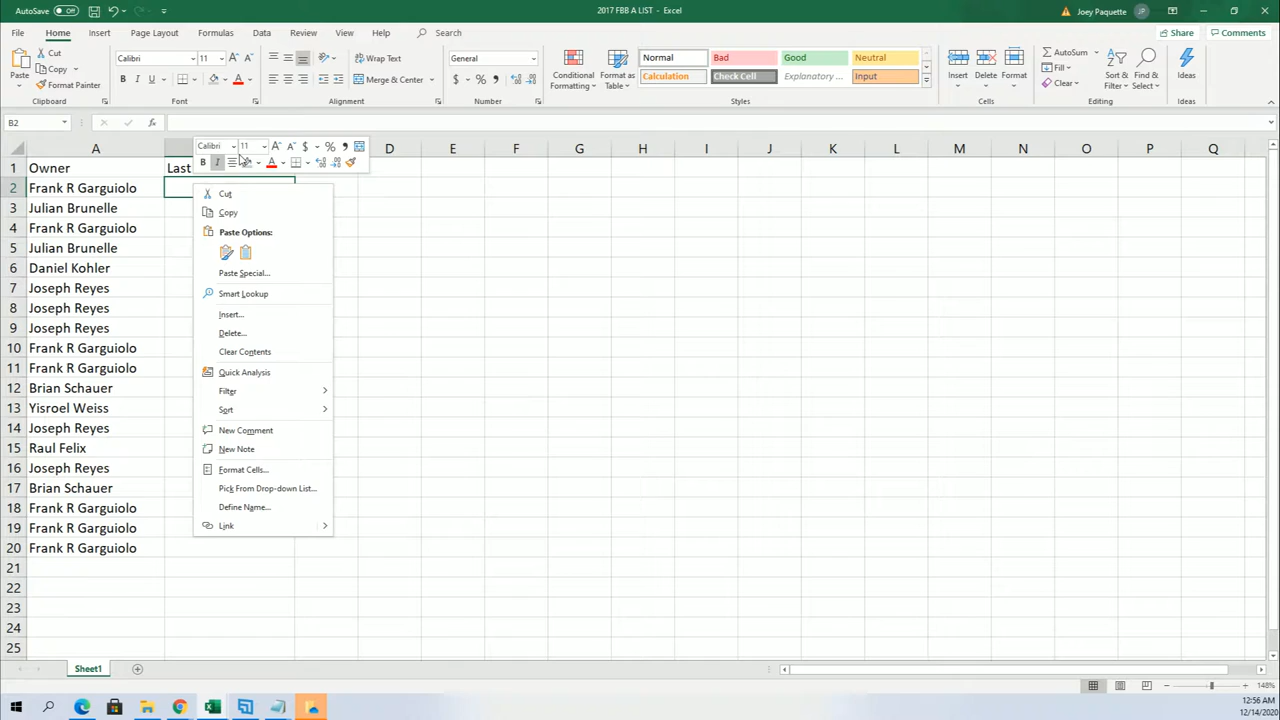 AutoSave Off
2017 FBB A LIST - Excel
Joey Paquette JP
File Home Insert Page Layout Formulas Data Review View Help Search Share Comments
Paste Cut Copy Format Painter Clipboard
Calibri 11 B I U A Font
Wrap Text Merge & Center Alignment
General $ % Number
Conditional Formatting Format as Table
Normal Bad Good Neutral
Calculation Check Cell Explanatory ... Input
Styles
Insert Delete Format Cells
AutoSum Fill Clear Sort & Filter Find & Select Editing
Ideas Ideas
B2 fx
Calibri 11 $ %
B I A
A D E F G H I J K L M N O P Q
1 Owner Last
2 Frank R Garguiolo
3 Julian Brunelle
4 Frank R Garguiolo
5 Julian Brunelle
6 Daniel Kohler
7 Joseph Reyes
8 Joseph Reyes
9 Joseph Reyes
10 Frank R Garguiolo
11 Frank R Garguiolo
12 Brian Schauer
13 Yisroel Weiss
14 Joseph Reyes
15 Raul Felix
16 Joseph Reyes
17 Brian Schauer
18 Frank R Garguiolo
19 Frank R Garguiolo
20 Frank R Garguiolo
21
22
23
24
25
Cut
Copy
Paste Options:
Paste Special...
Smart Lookup
Insert...
Delete...
Clear Contents
Quick Analysis
Filter
Sort
New Comment
New Note
Format Cells...
Pick From Drop-down List...
Define Name...
Link
Sheet1
148%
12:56 AM
12/14/2020